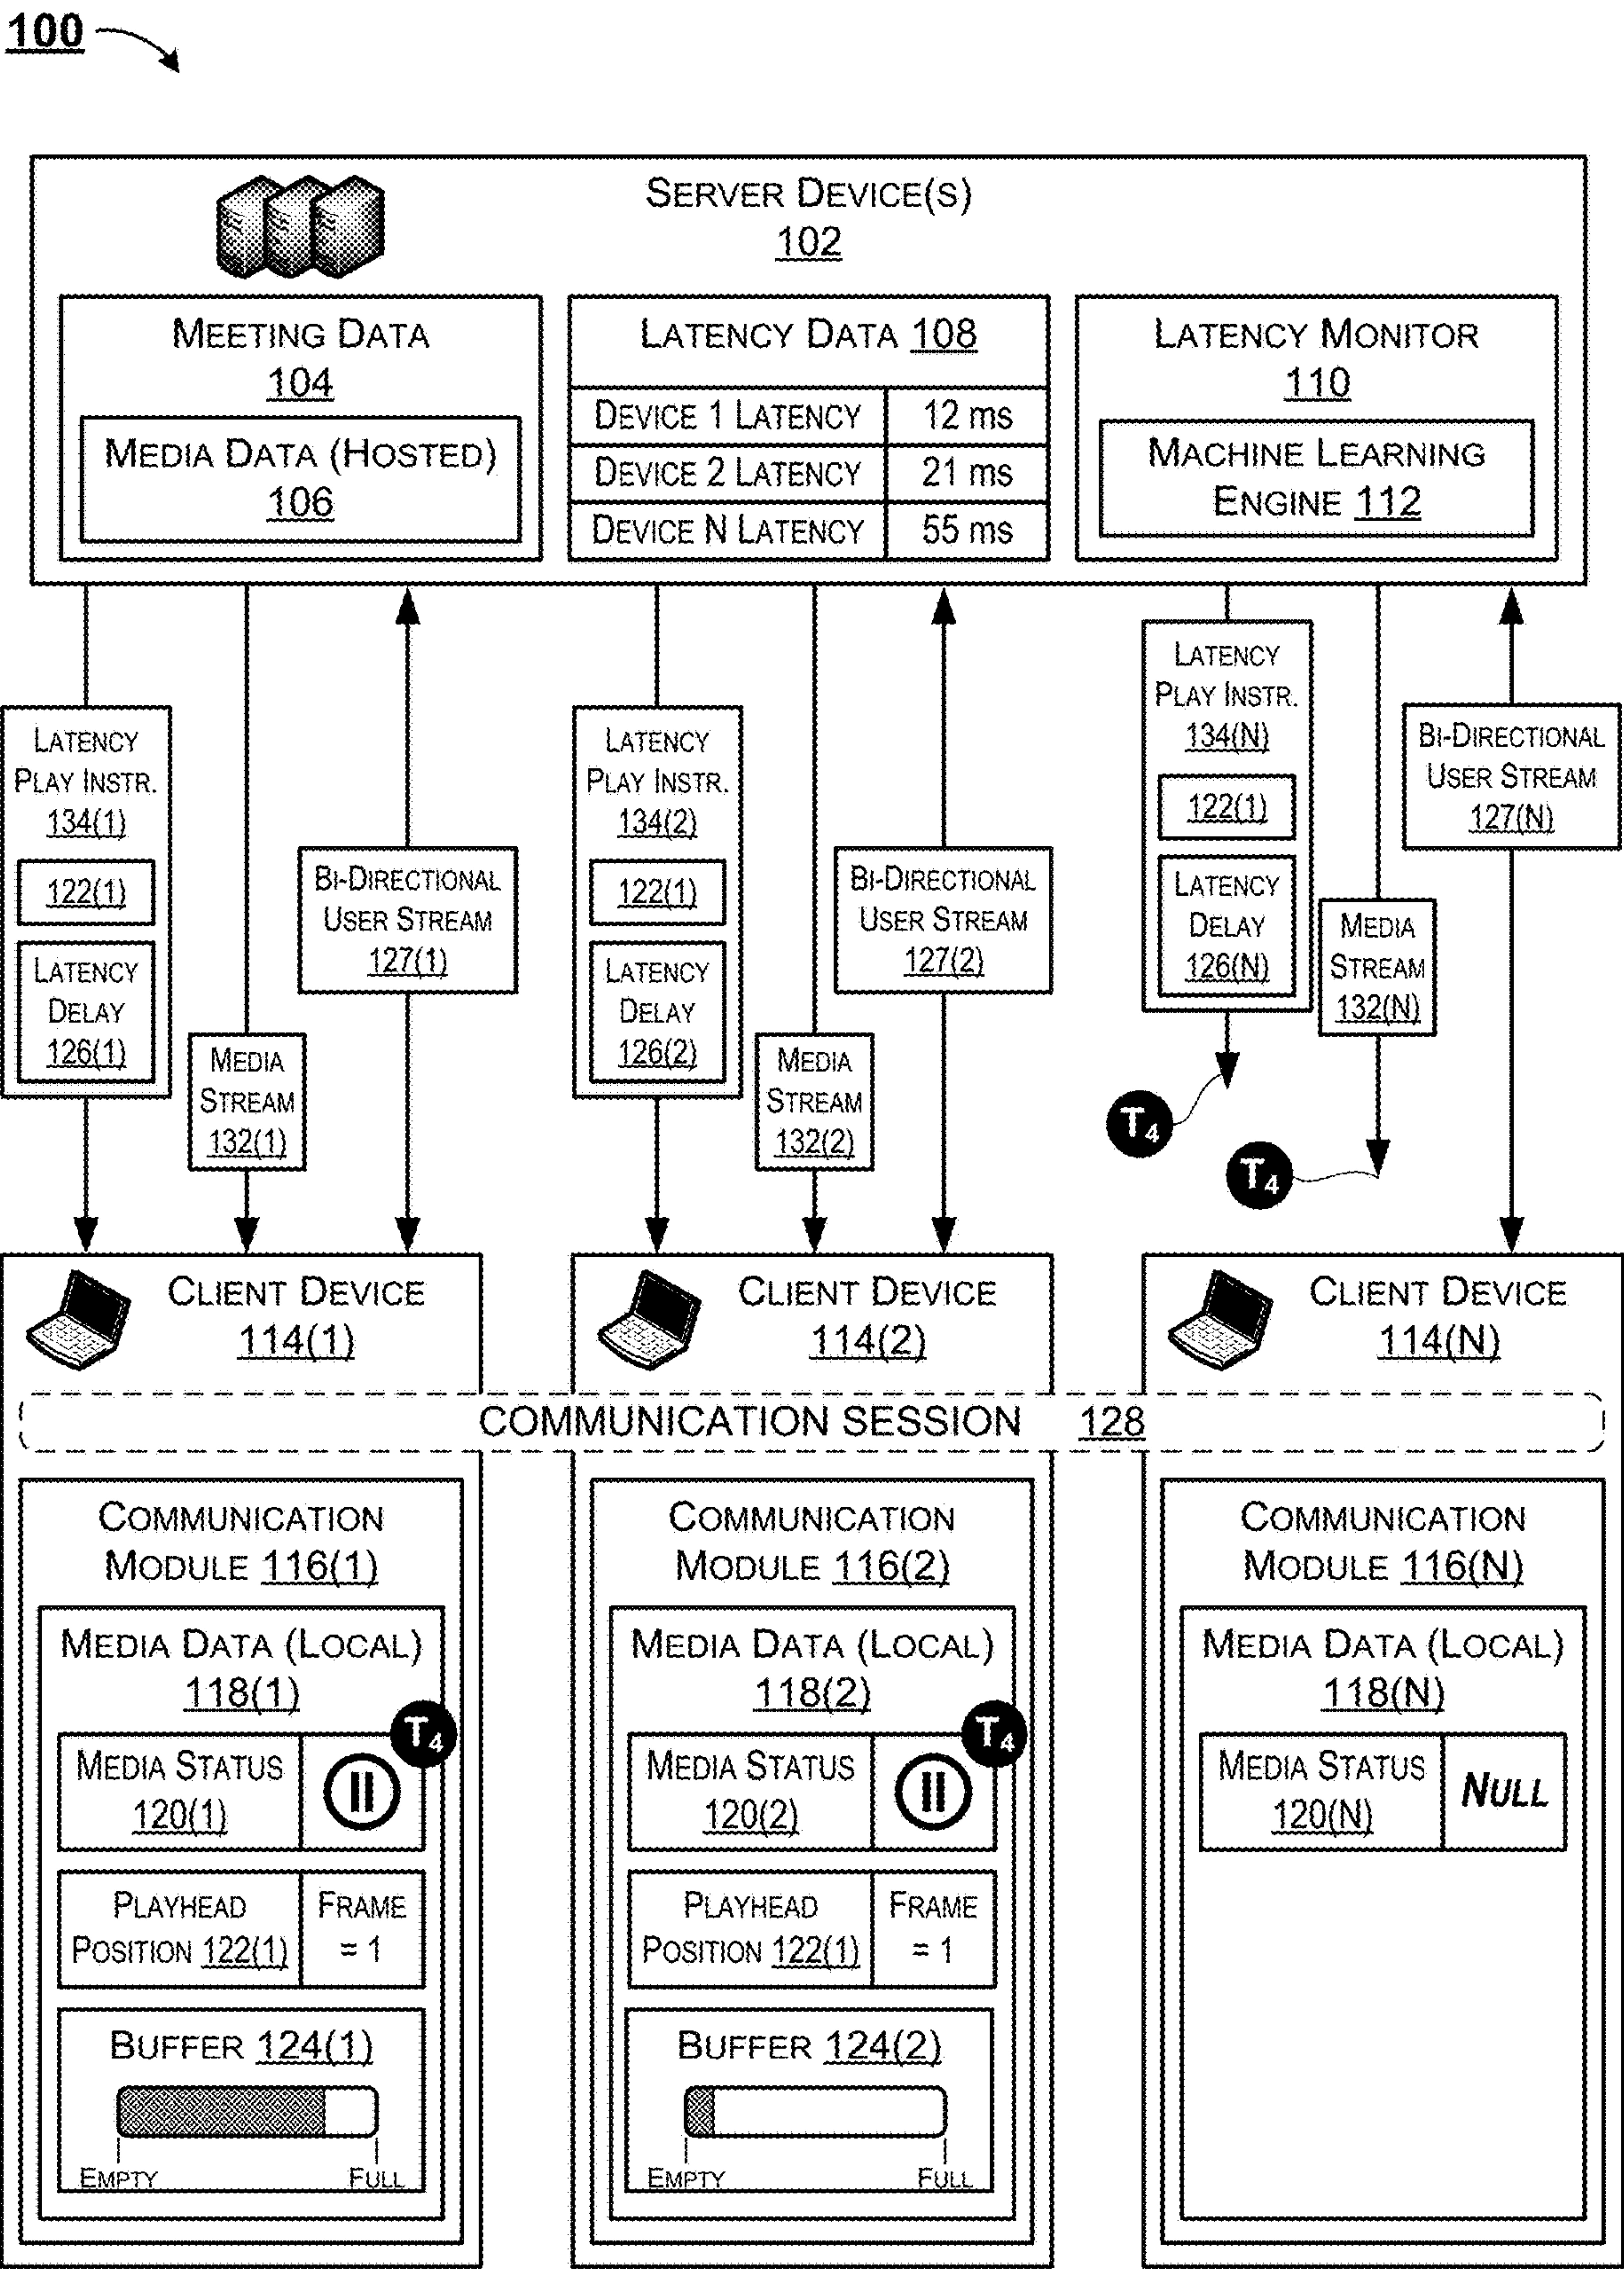 100
SERVER DEVICE(S)
102
MEETING DATA
104
MEDIA DATA (HOSTED)
106
LATENCY DATA 108
DEVICE 1 LATENCY 12 ms
DEVICE 2 LATENCY 21 ms
DEVICE N LATENCY 55 ms
LATENCY MONITOR
110
MACHINE LEARNING
ENGINE 112
LATENCY
PLAY INSTR.
134(1)
122(1)
LATENCY
DELAY
126(1)
MEDIA
STREAM
132(1)
BI-DIRECTIONAL
USER STREAM
127(1)
LATENCY
PLAY INSTR.
134(2)
122(1)
LATENCY
DELAY
126(2)
MEDIA
STREAM
132(2)
BI-DIRECTIONAL
USER STREAM
127(2)
LATENCY
PLAY INSTR.
134(N)
122(1)
LATENCY
DELAY
126(N)
T4
MEDIA
STREAM
132(N)
T4
BI-DIRECTIONAL
USER STREAM
127(N)
CLIENT DEVICE
114(1)
CLIENT DEVICE
114(2)
CLIENT DEVICE
114(N)
COMMUNICATION SESSION 128
COMMUNICATION
MODULE 116(1)
MEDIA DATA (LOCAL)
118(1)
T4
MEDIA STATUS
120(1)
PLAYHEAD
POSITION 122(1)
FRAME
= 1
BUFFER 124(1)
EMPTY FULL
COMMUNICATION
MODULE 116(2)
MEDIA DATA (LOCAL)
118(2)
T4
MEDIA STATUS
120(2)
PLAYHEAD
POSITION 122(1)
FRAME
= 1
BUFFER 124(2)
EMPTY FULL
COMMUNICATION
MODULE 116(N)
MEDIA DATA (LOCAL)
118(N)
MEDIA STATUS
120(N)
NULL